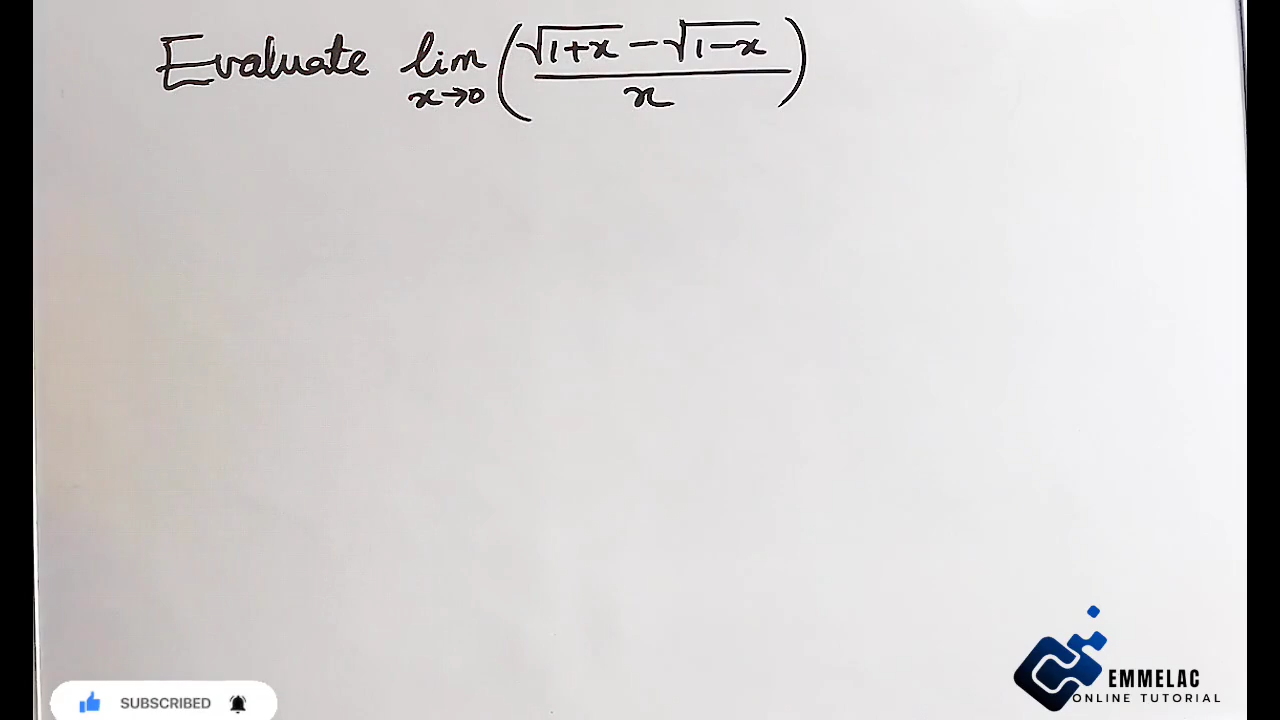 Evaluate lim x→0 (√1+x − √1−x / x)
SUBSCRIBED
EMMELAC
ONLINE TUTORIAL